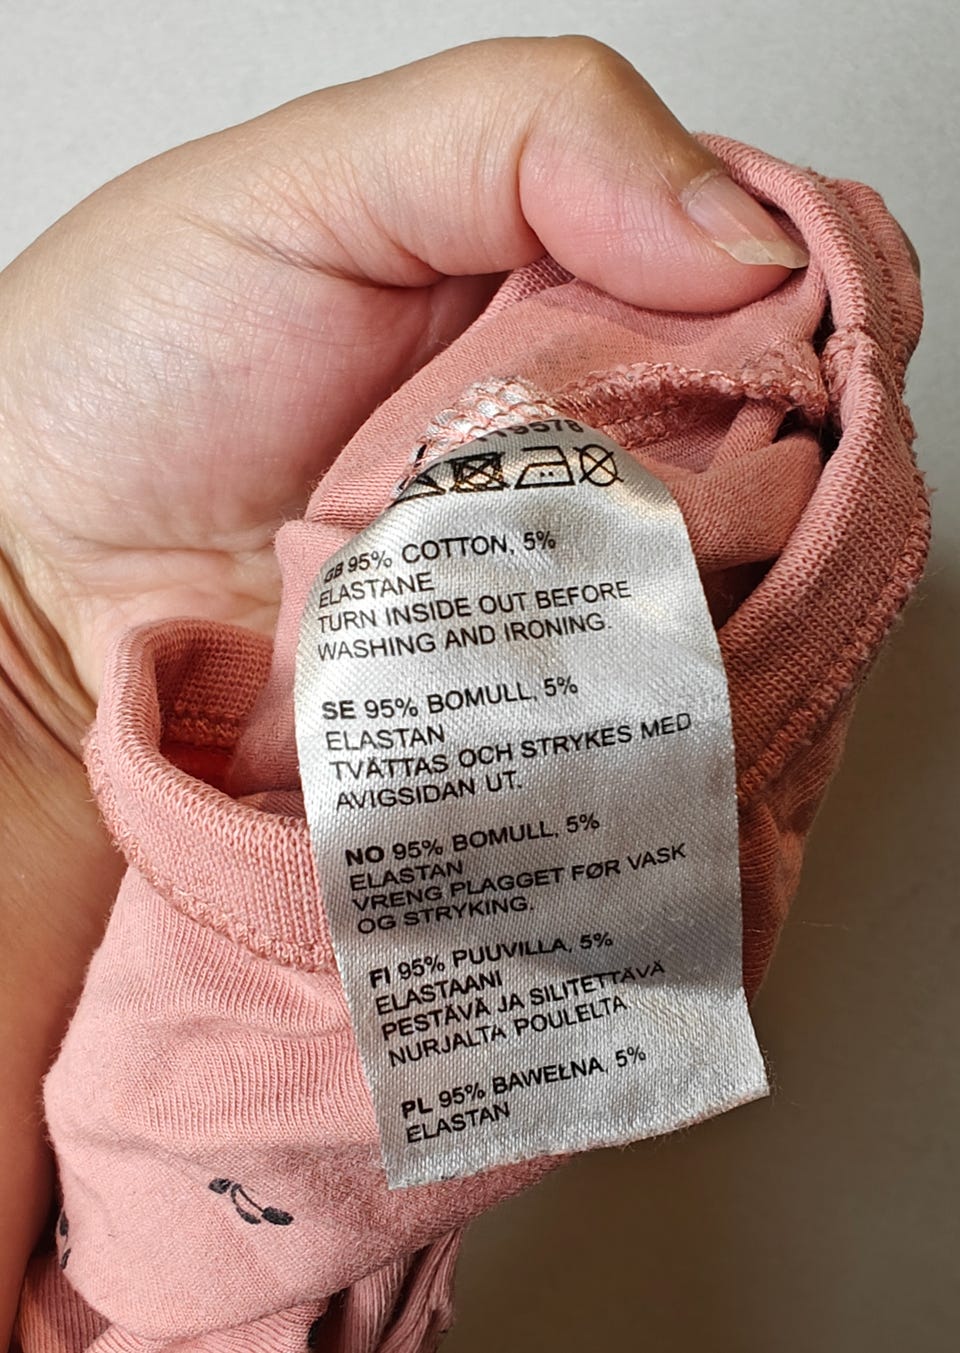 GB 95% COTTON, 5%
ELASTANE
TURN INSIDE OUT BEFORE
WASHING AND IRONING.
SE 95% BOMULL, 5%
ELASTAN
TVÄTTAS OCH STRYKES MED
AVIGSIDAN UT.
NO 95% BOMULL, 5%
ELASTAN
VRENG PLAGGET FØR VASK
OG STRYKING.
FI 95% PUUVILLA, 5%
ELASTAANI
PESTÄVÄ JA SILITETTÄVÄ
NURJALTA POULELTA
PL 95% BAWEŁNA, 5%
ELASTAN